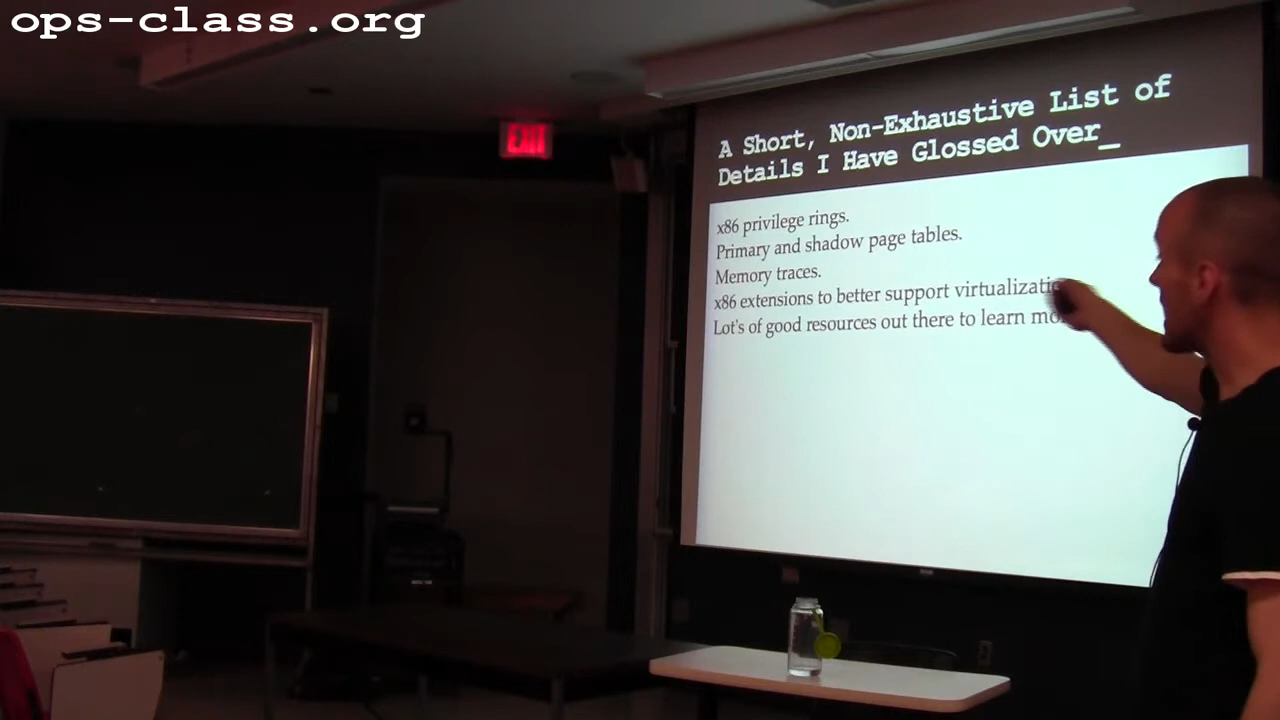 ops-class.org
EXIT
A Short, Non-Exhaustive List of
Details I Have Glossed Over_
x86 privilege rings.
Primary and shadow page tables.
Memory traces.
x86 extensions to better support
Lot's of good resources out there to learn